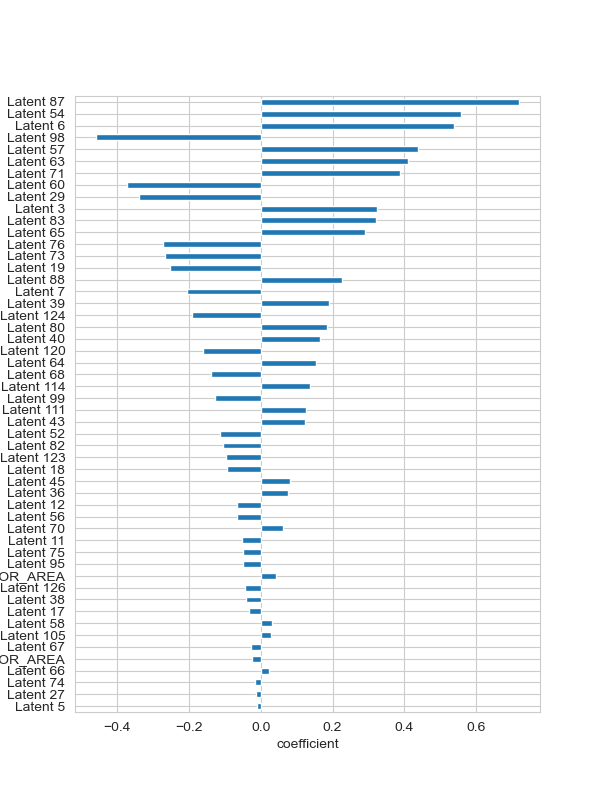 Latent 87
Latent 54
Latent 6
Latent 98
Latent 57
Latent 63
Latent 71
Latent 60
Latent 29
Latent 3
Latent 83
Latent 65
Latent 76
Latent 73
Latent 19
Latent 88
Latent 7
Latent 39
Latent 124
Latent 80
Latent 40
Latent 120
Latent 64
Latent 68
Latent 114
Latent 99
Latent 111
Latent 43
Latent 52
Latent 82
Latent 123
Latent 18
Latent 45
Latent 36
Latent 12
Latent 56
Latent 70
Latent 11
Latent 75
Latent 95
OR_AREA
Latent 126
Latent 38
Latent 17
Latent 58
Latent 105
Latent 67
OR_AREA
Latent 66
Latent 74
Latent 27
Latent 5
−0.4 −0.2 0.0 0.2 0.4 0.6
coefficient